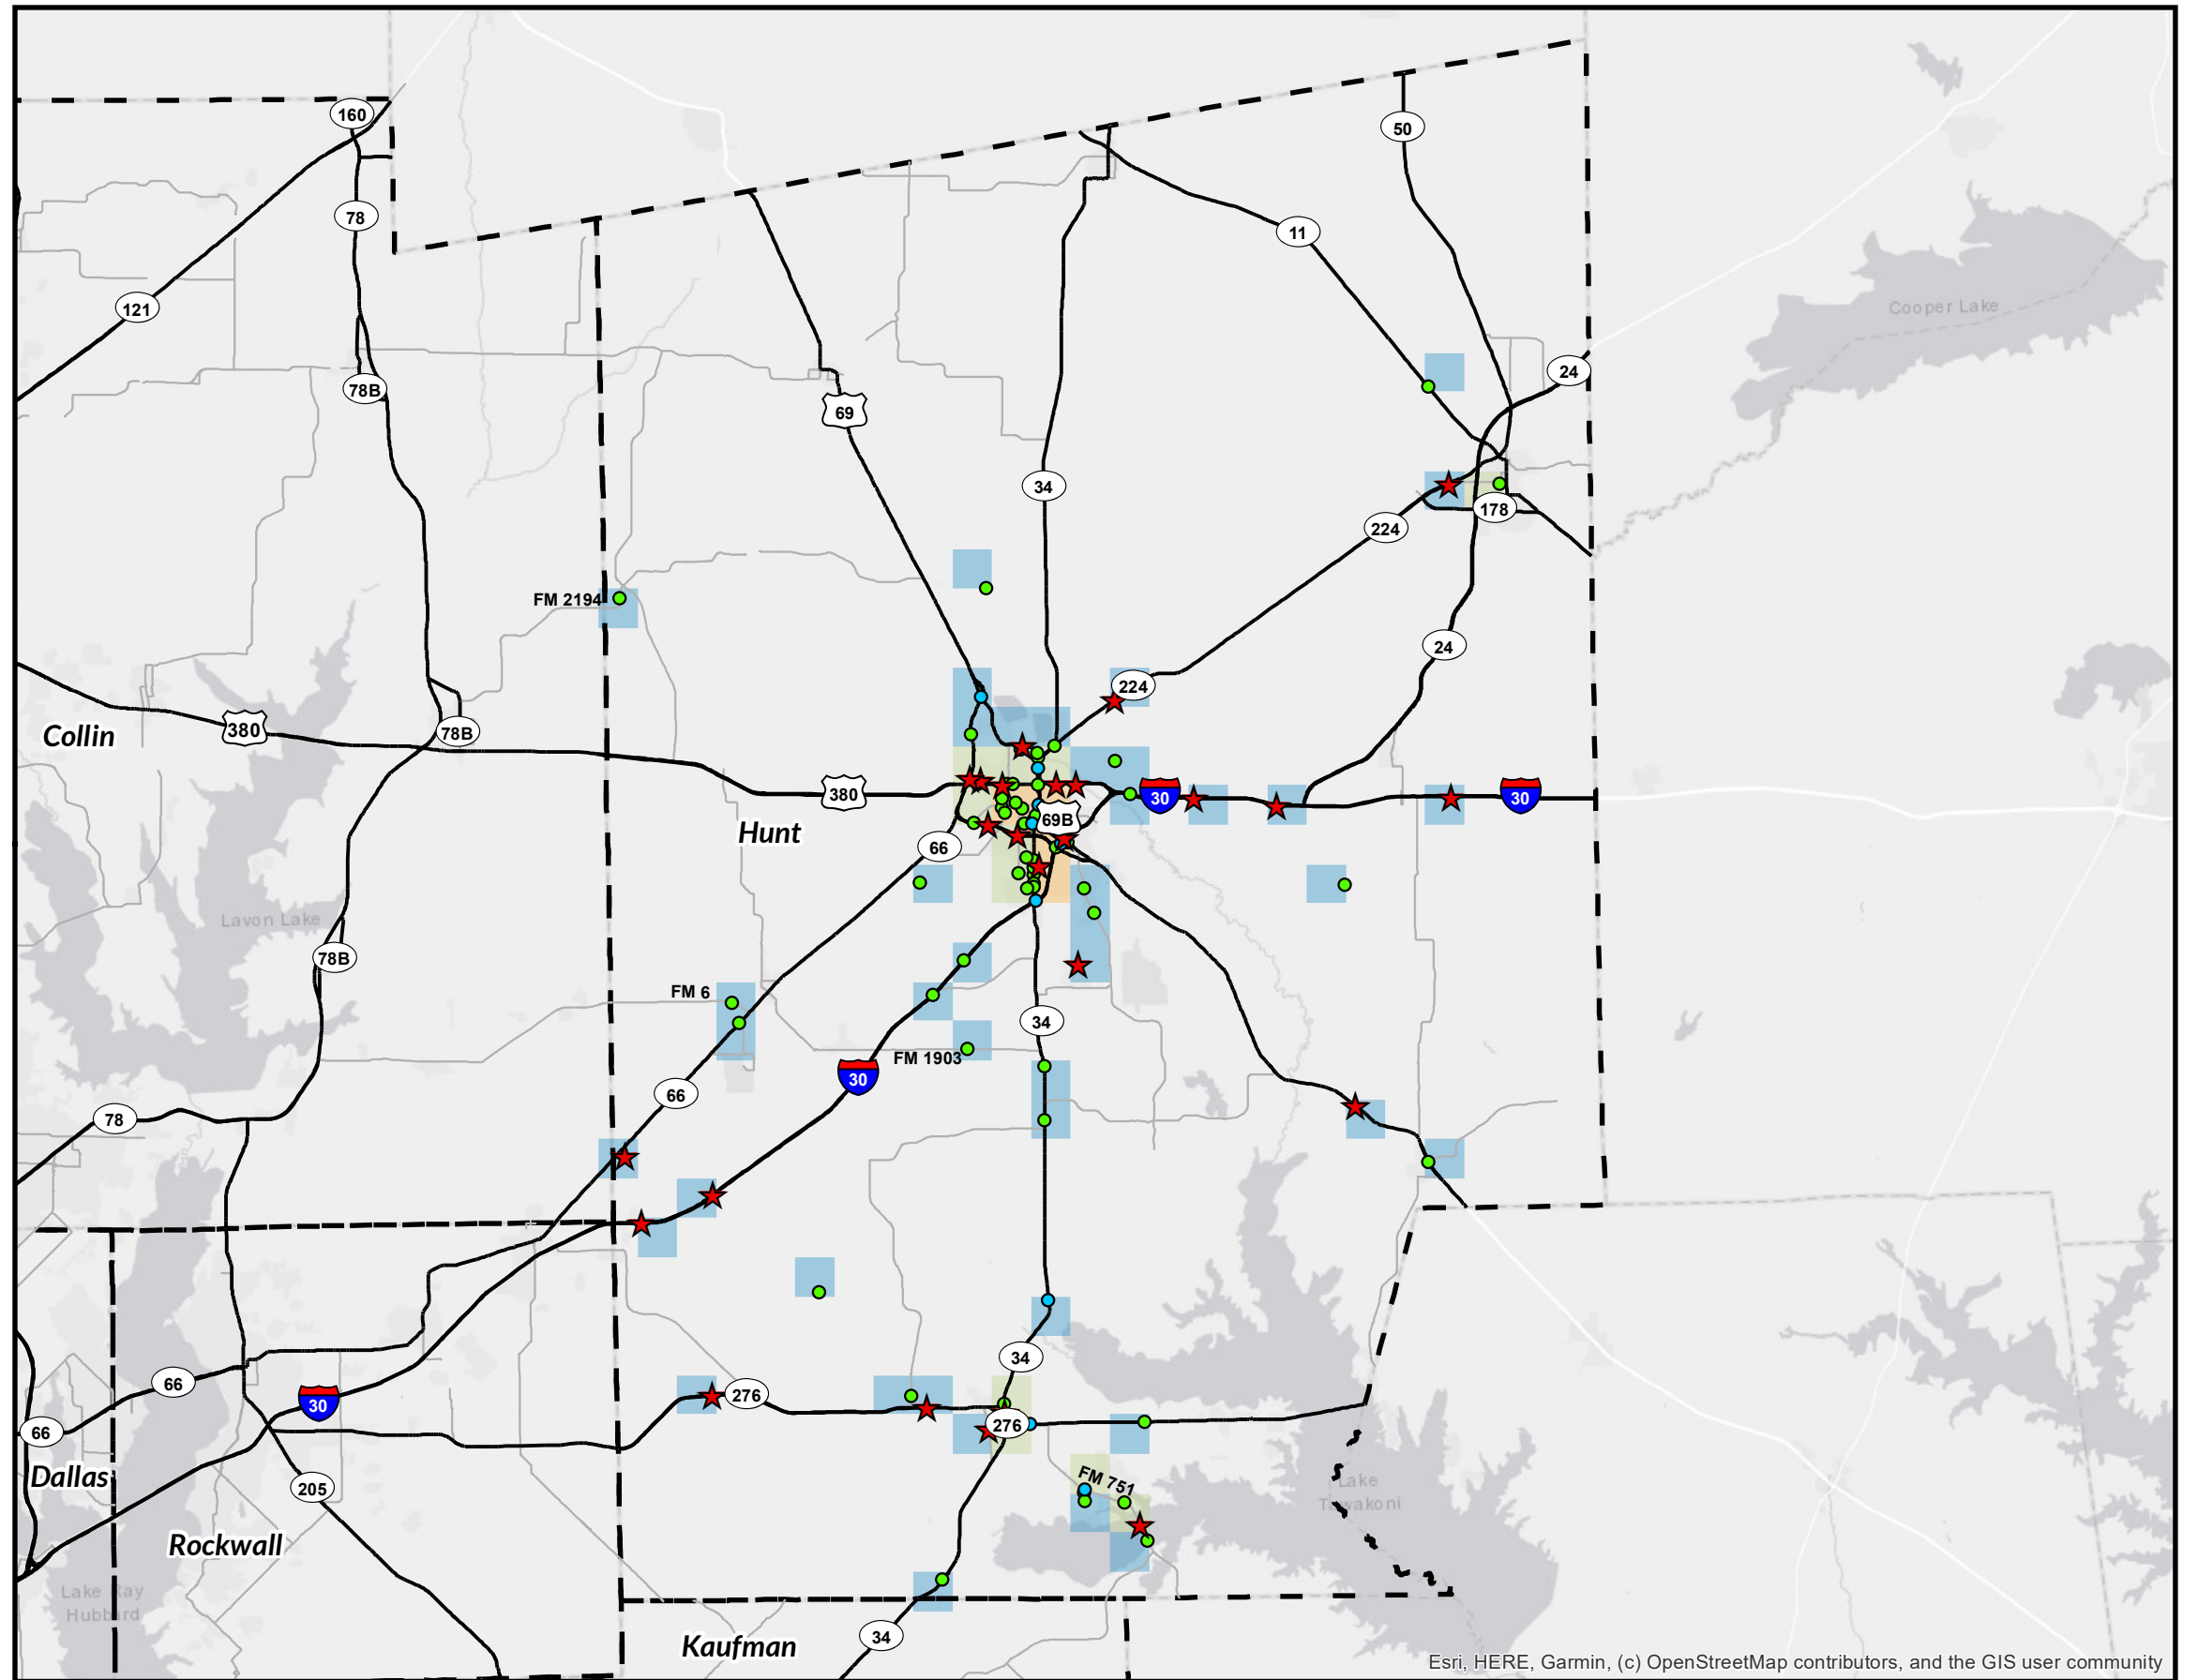 160
50
78
11
121
Cooper Lake
24
78B
69
34
178
224
FM 2194
24
224
380
78B
Collin
380
30
30
69B
Hunt
66
Lavon Lake
78B
FM 6
34
FM 1903
30
66
78
34
66
276
30
276
66
Dallas
FM 751
Lake
Tawakoni
205
Rockwall
Lake Ray
Hubbard
34
Kaufman
Esri, HERE, Garmin, (c) OpenStreetMap contributors, and the GIS user community